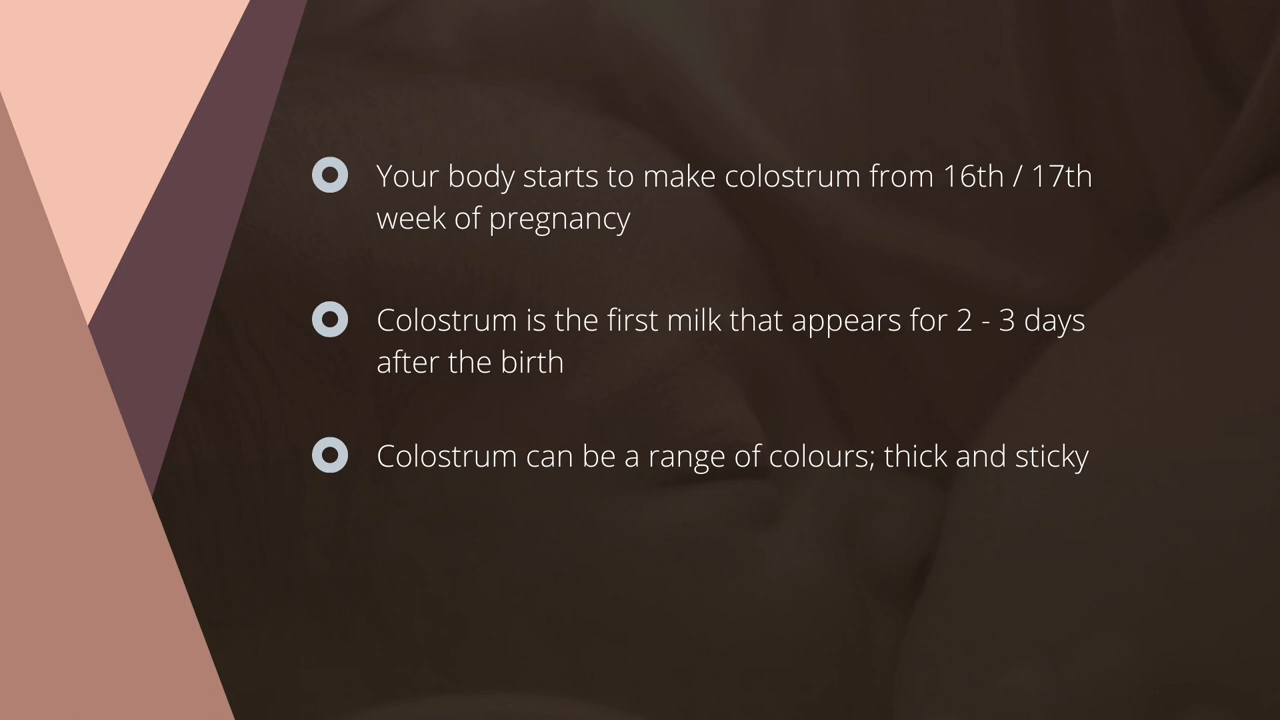 Your body starts to make colostrum from 16th / 17th
week of pregnancy
Colostrum is the first milk that appears for 2 - 3 days
after the birth
Colostrum can be a range of colours; thick and sticky